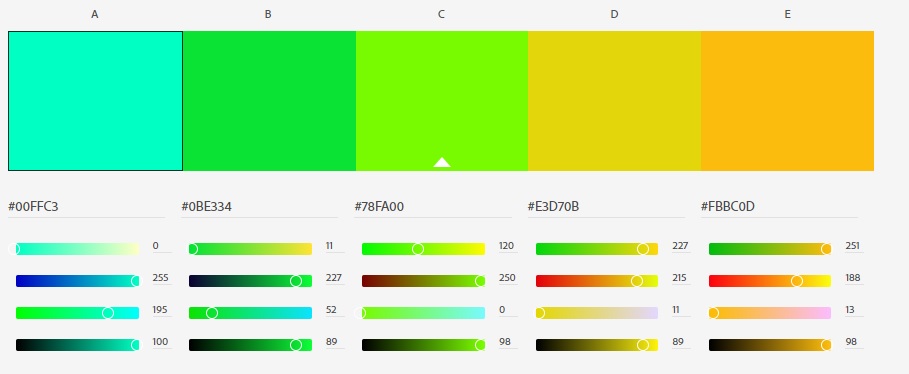 A B C D E
#00FFC3 #0BE334 #78FA00 #E3D70B #FBBC0D
0 11 120 227 251
255 227 250 215 188
195 52 0 11 13
100 89 98 89 98